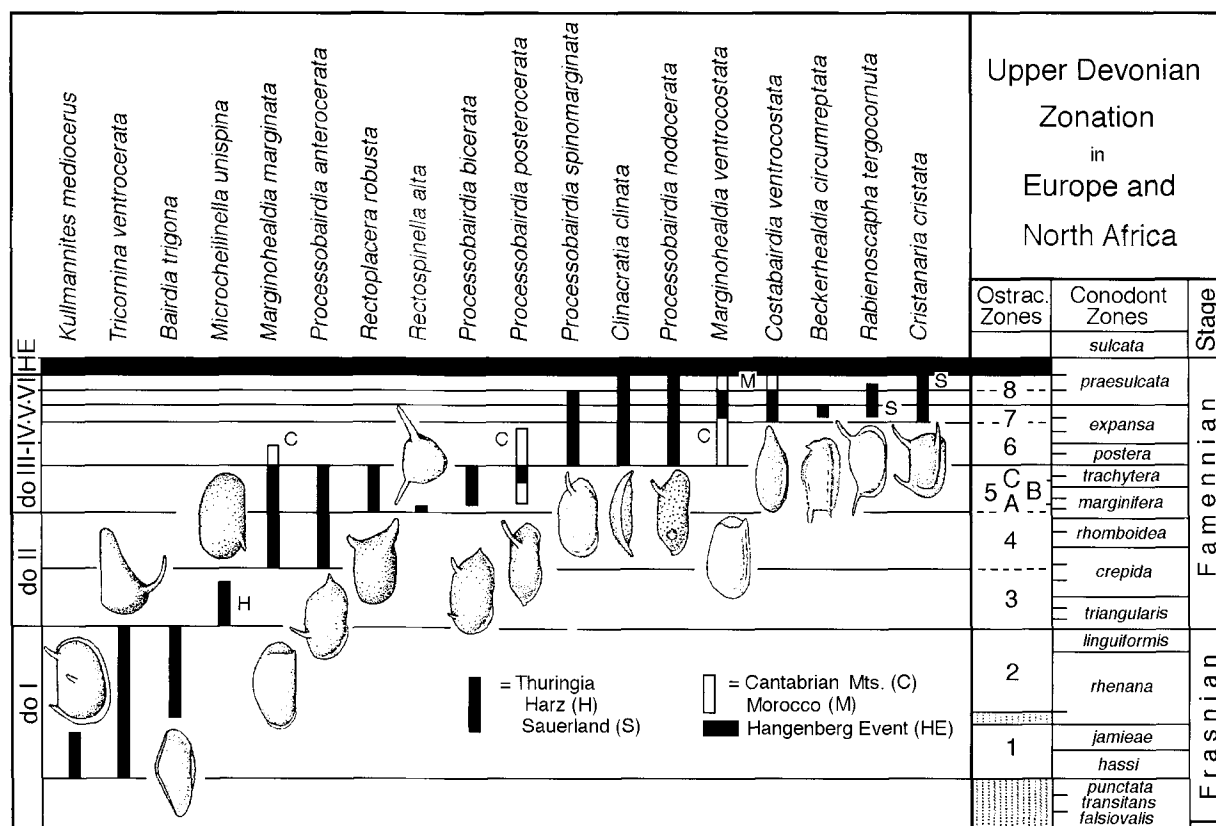 Kullmannites mediocerus
Tricornina ventrocerata
Bairdia trigona
Microcheilinella unispina
Marginohealdia marginata
Processobairdia anterocerata
Rectoplacera robusta
Rectospinella alta
Processobairdia bicerata
Processobairdia posterocerata
Processobairdia spinomarginata
Clinacratia clinata
Processobairdia nodocerata
Marginohealdia ventrocostata
Costabairdia ventrocostata
Beckerhealdia circumreptata
Rabienoscapha tergocornuta
Cristanaria cristata
Upper Devonian
Zonation
in
Europe and
North Africa
Ostrac. Zones
Conodont Zones
Stage
sulcata
HE
do III-IV-V-VI
do II
do I
M
S
S
C
C
C
H
8
7
6
5 A B C
4
3
2
1
praesulcata
expansa
postera
trachytera
marginifera
rhomboidea
crepida
triangularis
linguiformis
rhenana
jamieae
hassi
punctata
transitans
falsiovalis
Famennian
Frasnian
= Thuringia
Harz (H)
Sauerland (S)
= Cantabrian Mts. (C)
Morocco (M)
Hangenberg Event (HE)